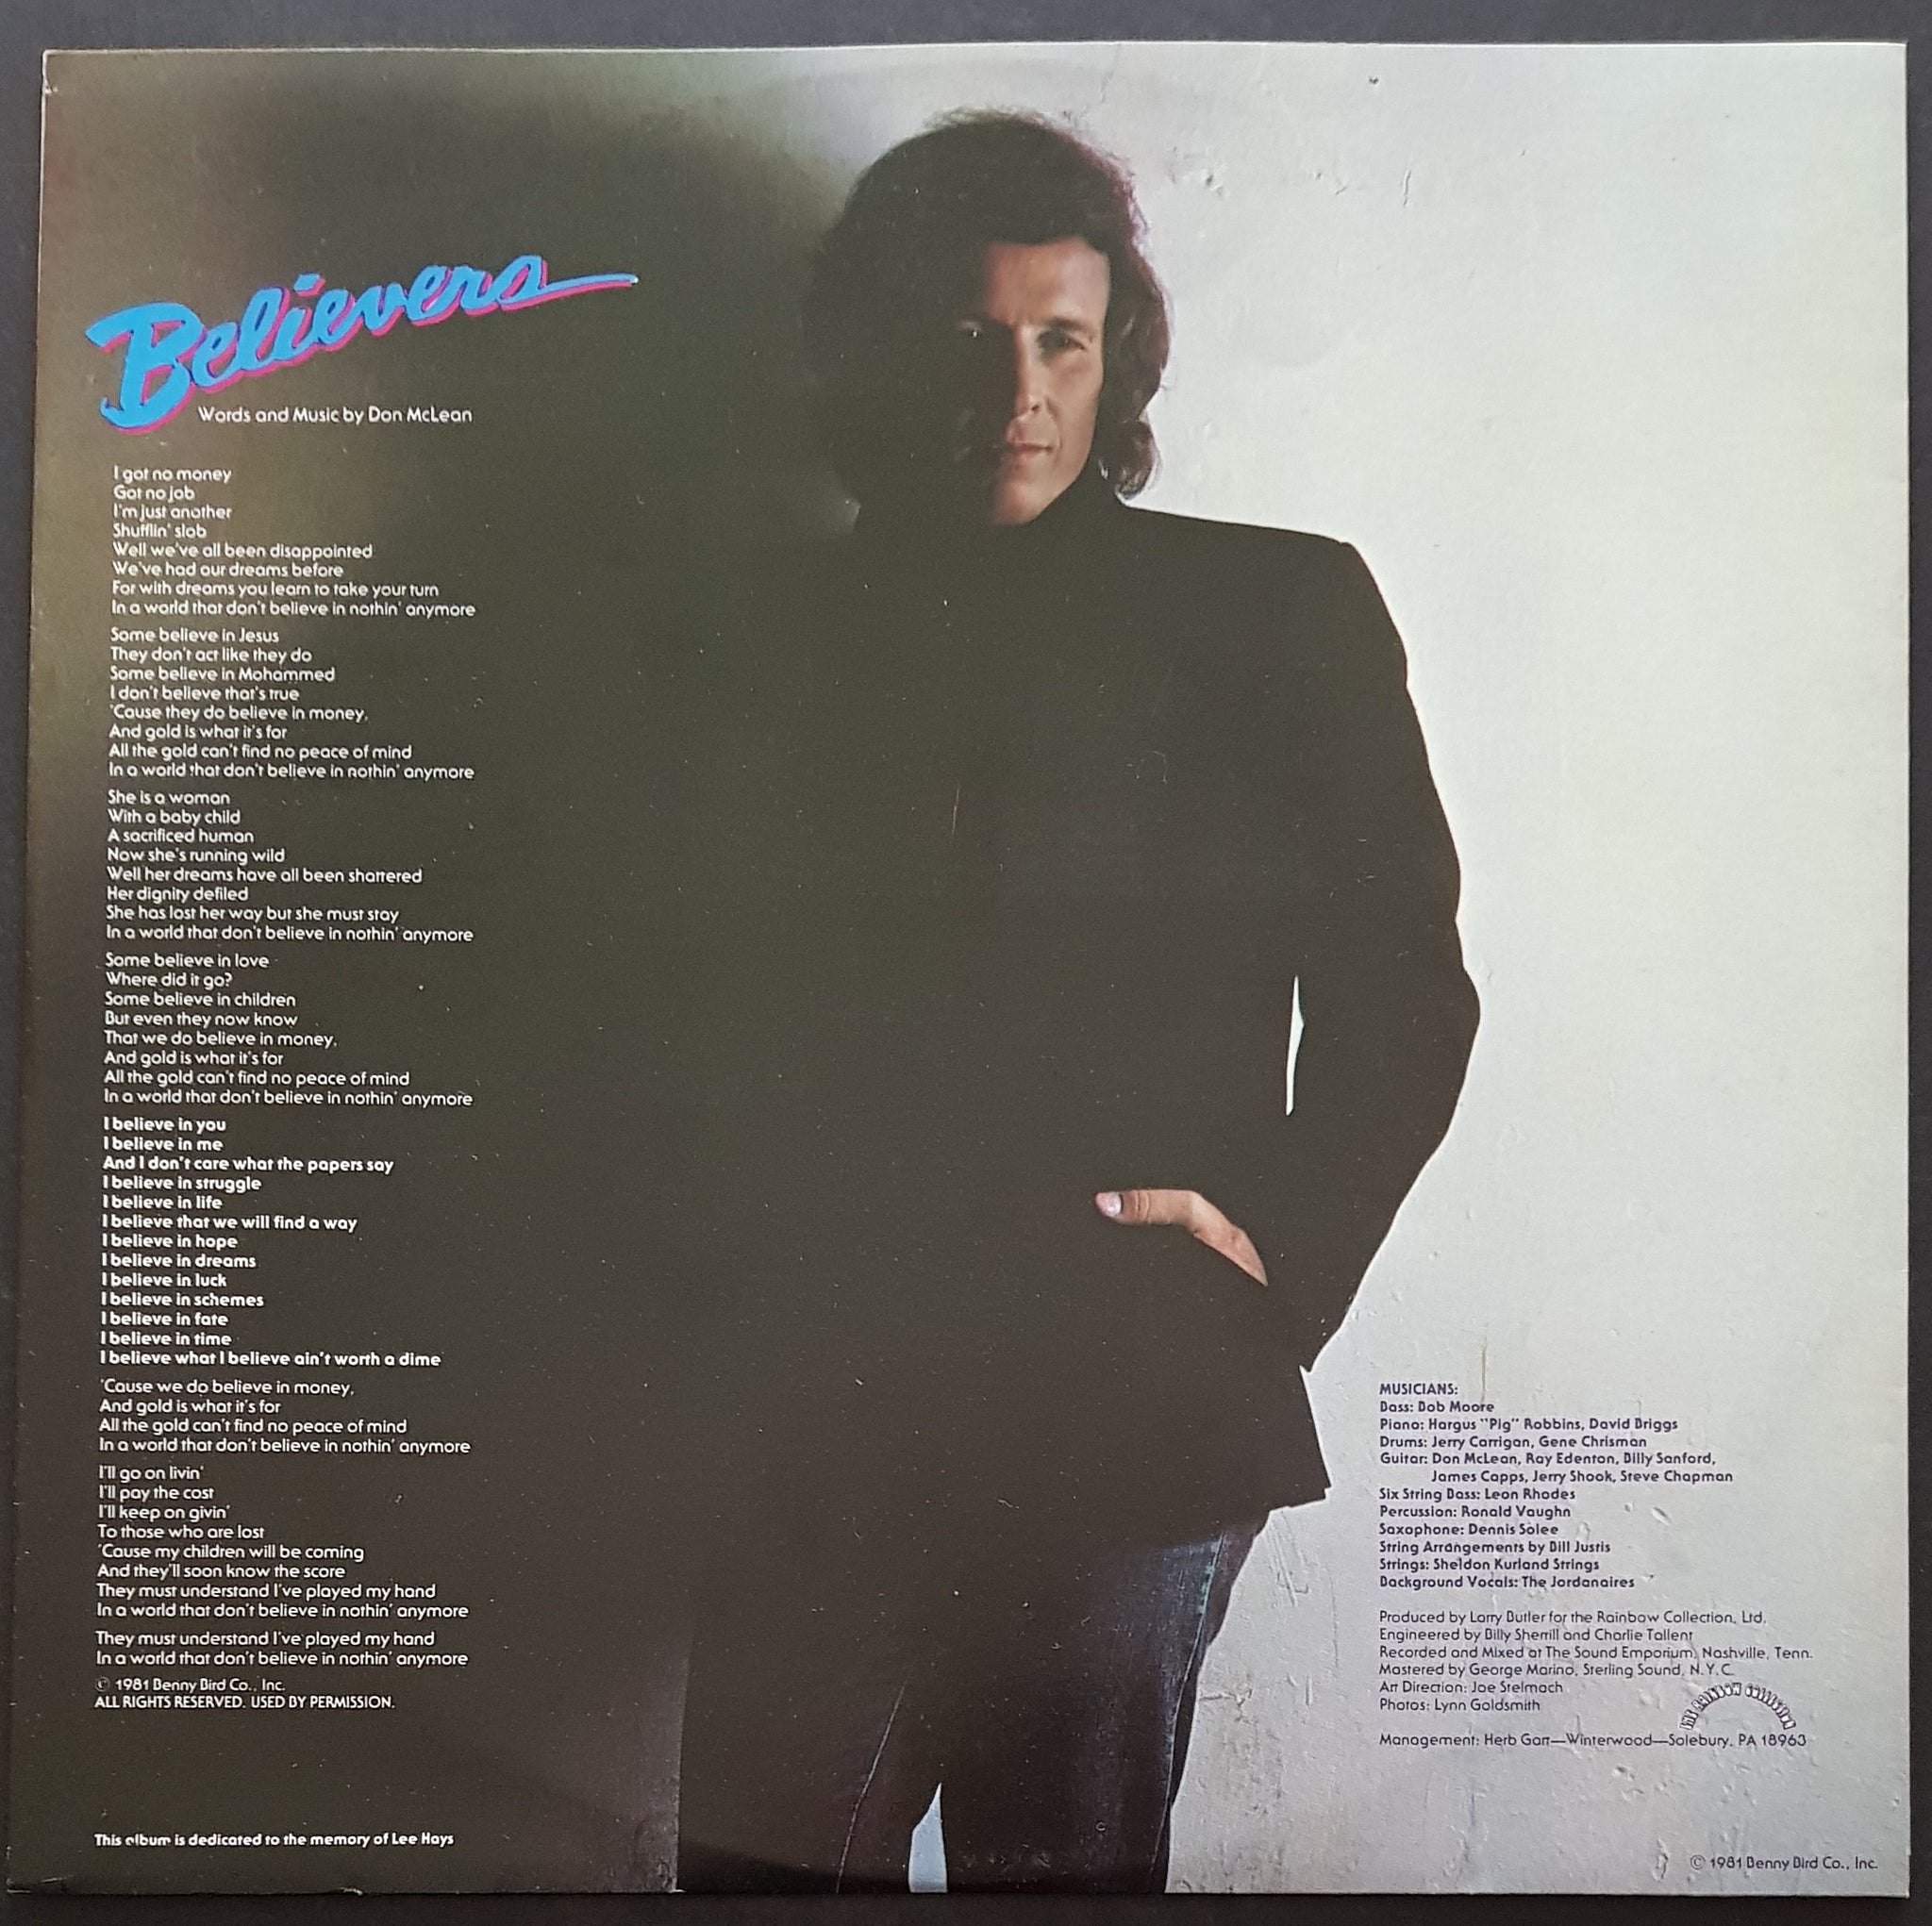 Believers
Words and Music by Don McLean
I got no money
Got no job
I'm just another
Shufflin' slob
Well we've all been disappointed
We've had our dreams before
For with dreams you learn to take your turn
In a world that don't believe in nothin' anymore
Some believe in Jesus
They don't act like they do
Some believe in Mohammed
I don't believe that's true
'Cause they do believe in money,
And gold is what it's for
All the gold can't find no peace of mind
In a world that don't believe in nothin' anymore
She is a woman
With a baby child
A sacrificed human
Now she's running wild
Well her dreams have all been shattered
Her dignity defiled
She has lost her way but she must stay
In a world that don't believe in nothin' anymore
Some believe in love
Where did it go?
Some believe in children
But even they now know
That we do believe in money,
And gold is what it's for
All the gold can't find no peace of mind
In a world that don't believe in nothin' anymore
I believe in you
I believe in me
And I don't care what the papers say
I believe in struggle
I believe in life
I believe that we will find a way
I believe in hope
I believe in dreams
I believe in luck
I believe in schemes
I believe in fate
I believe in time
I believe what I believe ain't worth a dime
'Cause we do believe in money,
And gold is what it's for
All the gold can't find no peace of mind
In a world that don't believe in nothin' anymore
I'll go on livin'
I'll pay the cost
I'll keep on givin'
To those who are lost
'Cause my children will be coming
And they'll soon know the score
They must understand I've played my hand
In a world that don't believe in nothin' anymore
They must understand I've played my hand
In a world that don't believe in nothin' anymore
© 1981 Benny Bird Co., Inc.
ALL RIGHTS RESERVED. USED BY PERMISSION.
This album is dedicated to the memory of Lee Hays
MUSICIANS:
Bass: Bob Moore
Piano: Hargus "Pig" Robbins, David Briggs
Drums: Jerry Carrigan, Gene Chrisman
Guitar: Don McLean, Ray Edenton, Billy Sanford,
James Capps, Jerry Shook, Steve Chapman
Six String Bass: Leon Rhodes
Percussion: Ronald Vaughn
Saxophone: Dennis Solee
String Arrangements by Bill Justis
Strings: Sheldon Kurland Strings
Background Vocals: The Jordanaires
Produced by Larry Butler for the Rainbow Collection, Ltd.
Engineered by Billy Sherrill and Charlie Tallent
Recorded and Mixed at The Sound Emporium, Nashville, Tenn.
Mastered by George Marino, Sterling Sound, N.Y.C.
Art Direction: Joe Stelmach
Photos: Lynn Goldsmith
THE RAINBOW COLLECTION
Management: Herb Gart—Winterwood—Solebury, PA 18963
© 1981 Benny Bird Co., Inc.